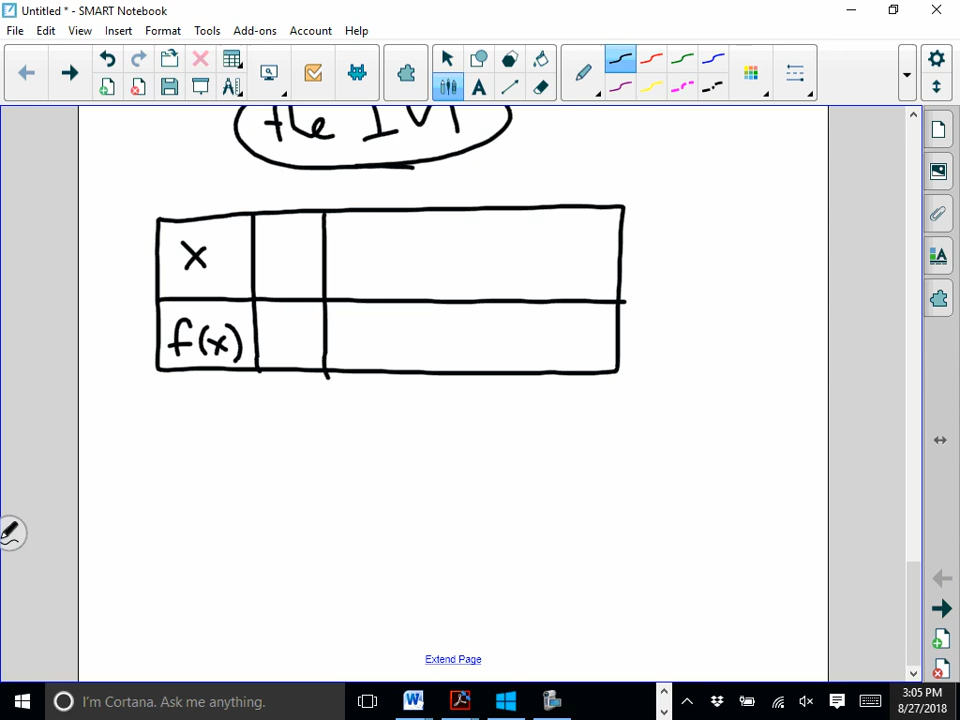 Untitled * - SMART Notebook
File Edit View Insert Format Tools Add-ons Account Help
the IVT
x
f(x)
Extend Page
I'm Cortana. Ask me anything.
3:05 PM
8/27/2018